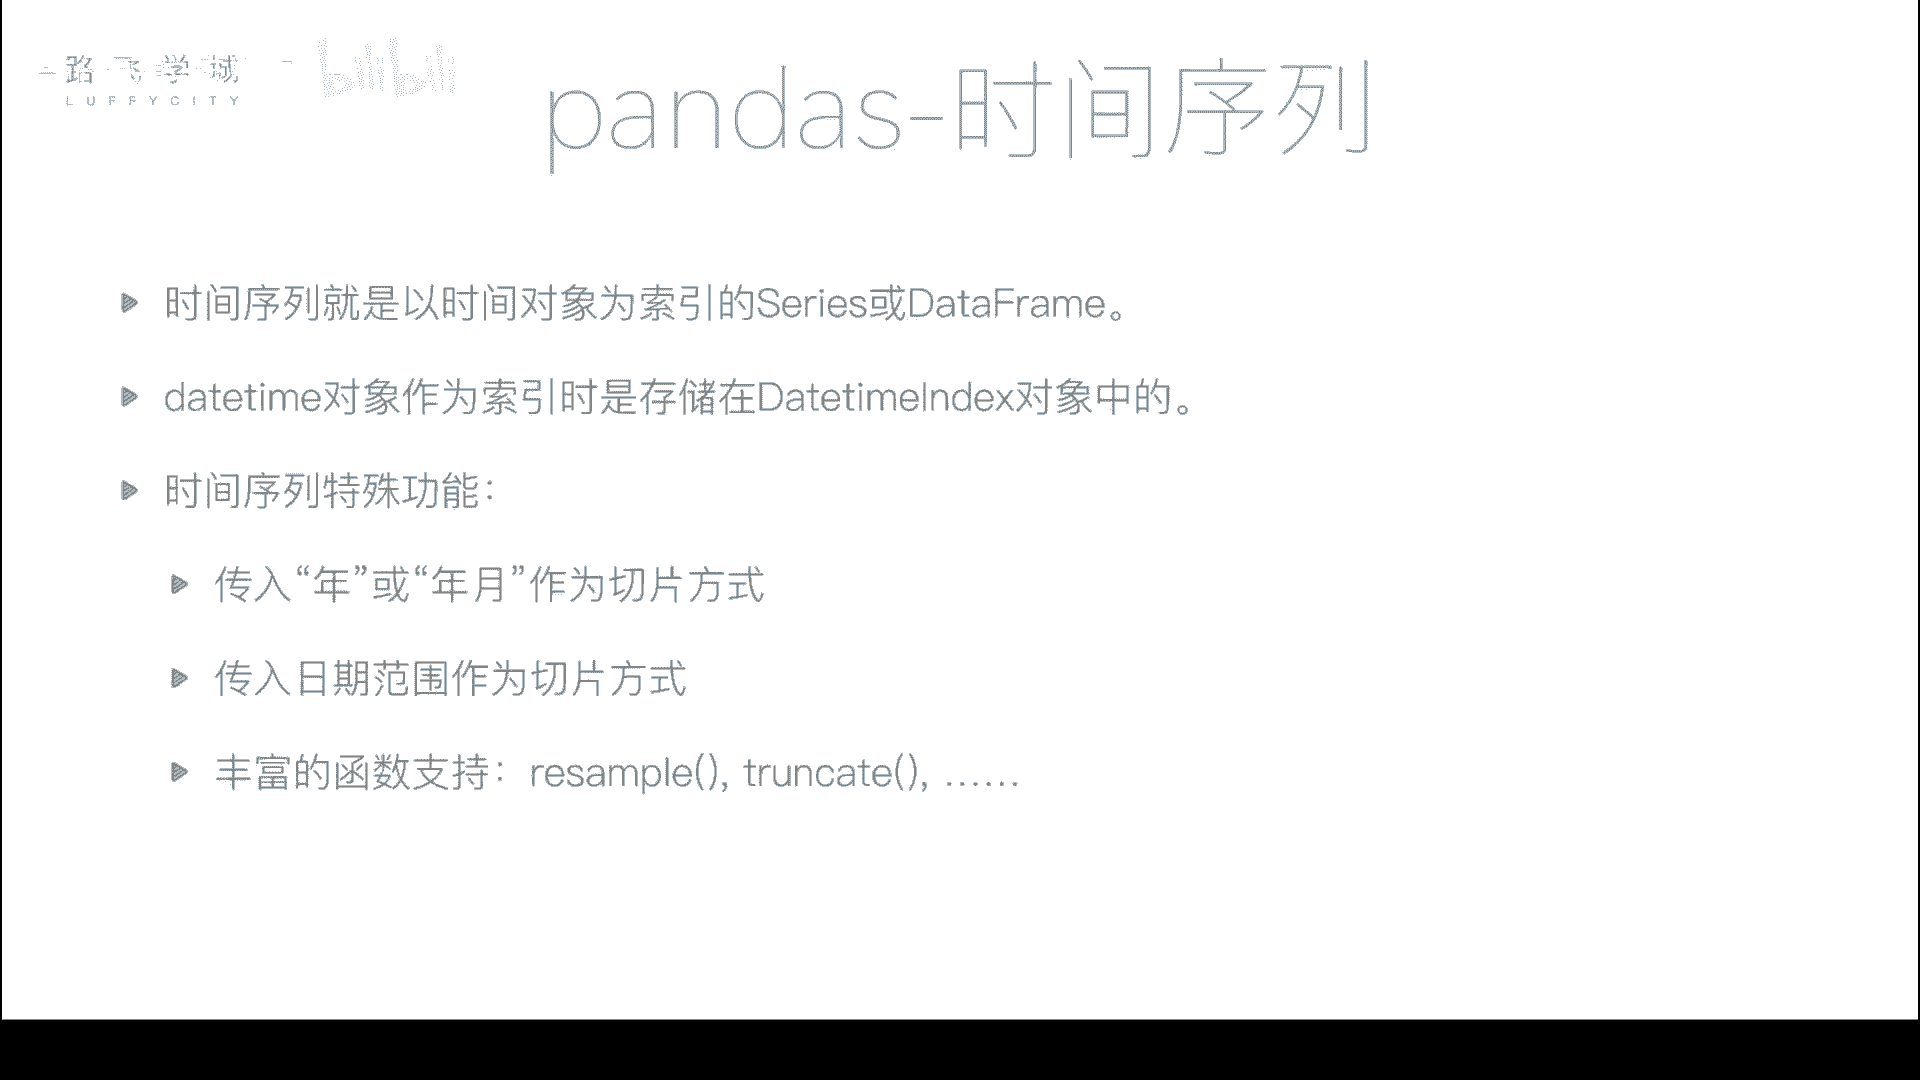 路飞学城
LUFFYCITY
bilibili
pandas-时间序列
时间序列就是以时间对象为索引的Series或DataFrame。
datetime对象作为索引时是存储在DatetimeIndex对象中的。
时间序列特殊功能：
传入“年”或“年月”作为切片方式
传入日期范围作为切片方式
丰富的函数支持：resample(), truncate(), ……